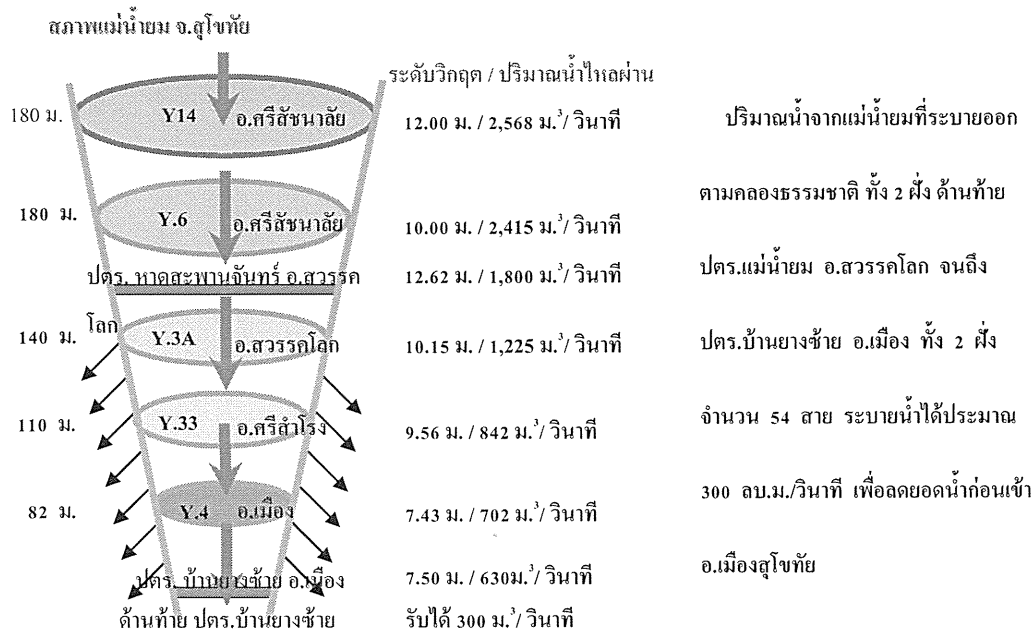 สภาพแม่น้ำยม จ.สุโขทัย
ระดับวิกฤต / ปริมาณน้ำไหลผ่าน
180 ม. Y14 อ.ศรีสัชนาลัย 12.00 ม. / 2,568 ม.³/ วินาที
180 ม. Y.6 อ.ศรีสัชนาลัย 10.00 ม. / 2,415 ม.³/ วินาที
ปตร. หาดสะพานจันทร์ อ.สวรรค 12.62 ม. / 1,800 ม.³/ วินาที
โลก
140 ม. Y.3A อ.สวรรคโลก 10.15 ม. / 1,225 ม.³/ วินาที
110 ม. Y.33 อ.ศรีสำโรง 9.56 ม. / 842 ม.³/ วินาที
82 ม. Y.4 อ.เมือง 7.43 ม. / 702 ม.³/ วินาที
ปตร. บ้านยางซ้าย อ.เมือง 7.50 ม. / 630ม.³/ วินาที
ด้านท้าย ปตร.บ้านยางซ้าย รับได้ 300 ม.³/ วินาที
ปริมาณน้ำจากแม่น้ำยมที่ระบายออก
ตามคลองธรรมชาติ ทั้ง 2 ฝั่ง ด้านท้าย
ปตร.แม่น้ำยม อ.สวรรคโลก จนถึง
ปตร.บ้านยางซ้าย อ.เมือง ทั้ง 2 ฝั่ง
จำนวน 54 สาย ระบายน้ำได้ประมาณ
300 ลบ.ม./วินาที เพื่อลดยอดน้ำก่อนเข้า
อ.เมืองสุโขทัย